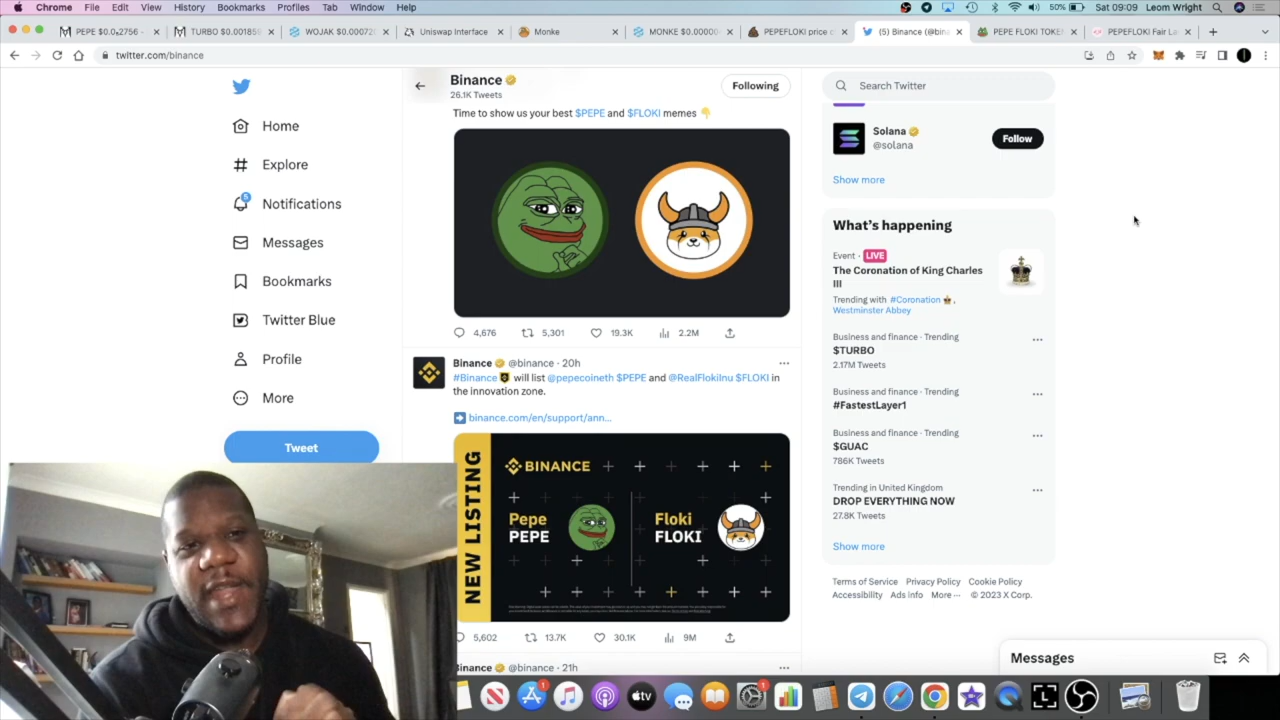 Chrome File Edit View History Bookmarks Profiles Tab Window Help
50% Sat 09:09 Leom Wright
PEPE $0.0
2756 -
TURBO $0.001858
WOJAK $0.00072
Uniswap Interface
Monke
MONKE $0.00000
PEPEFLOKI price c
(5) Binance (@bin
PEPE FLOKI TOKE
PEPEFLOKI Fair La
twitter.com/binance
Home
Explore
5
Notifications
Messages
Bookmarks
Twitter Blue
Profile
More
Tweet
Binance
26.1K Tweets
Following
Time to show us your best $PEPE and $FLOKI memes 👇
4,676 5,301 19.3K 2.2M
Binance @binance · 20h
#Binance will list @pepecoineth $PEPE and @RealFlokiInu $FLOKI in
the innovation zone.
➡️ binance.com/en/support/ann...
NEW LISTING
BINANCE
Pepe
PEPE
Floki
FLOKI
5,602 13.7K 30.1K 9M
Binance @binance · 21h
Search Twitter
Solana
@solana
Follow
Show more
What's happening
Event · LIVE
The Coronation of King Charles
III
Trending with #Coronation ,
Westminster Abbey
Business and finance · Trending
$TURBO
2.17M Tweets
Business and finance · Trending
#FastestLayer1
Business and finance · Trending
$GUAC
786K Tweets
Trending in United Kingdom
DROP EVERYTHING NOW
27.8K Tweets
Show more
Terms of Service Privacy Policy Cookie Policy
Accessibility Ads info More ··· © 2023 X Corp.
Messages
1
tv
1